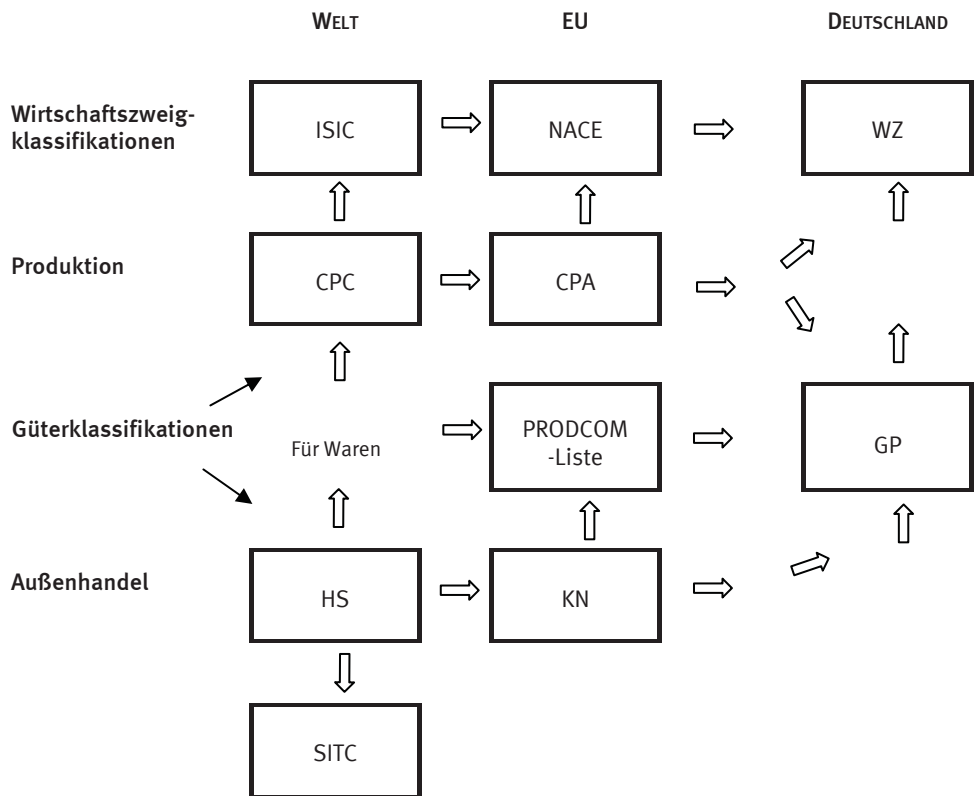 WELT EU DEUTSCHLAND
Wirtschaftszweig-
klassifikationen
ISIC NACE WZ
Produktion
CPC CPA
Güterklassifikationen
Für Waren
PRODCOM
-Liste
GP
Außenhandel
HS KN
SITC